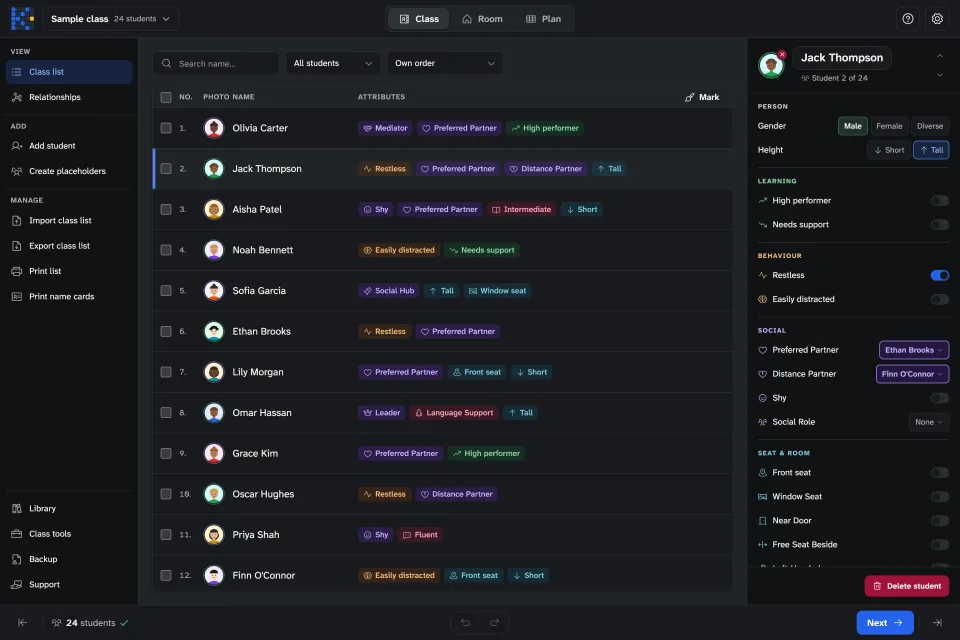 Sample class 24 students
Class Room Plan
VIEW
Class list
Relationships
ADD
Add student
Create placeholders
MANAGE
Import class list
Export class list
Print list
Print name cards
Library
Class tools
Backup
Support
Search name...
All students
Own order
NO. PHOTO NAME ATTRIBUTES Mark
1. Olivia Carter Mediator Preferred Partner High performer
2. Jack Thompson Restless Preferred Partner Distance Partner Tall
3. Aisha Patel Shy Preferred Partner Intermediate Short
4. Noah Bennett Easily distracted Needs support
5. Sofia Garcia Social Hub Tall Window seat
6. Ethan Brooks Restless Preferred Partner
7. Lily Morgan Preferred Partner Front seat Short
8. Omar Hassan Leader Language Support Tall
9. Grace Kim Preferred Partner High performer
10. Oscar Hughes Restless Distance Partner
11. Priya Shah Shy Fluent
12. Finn O'Connor Easily distracted Front seat Short
Jack Thompson
Student 2 of 24
PERSON
Gender Male Female Diverse
Height Short Tall
LEARNING
High performer
Needs support
BEHAVIOUR
Restless
Easily distracted
SOCIAL
Preferred Partner Ethan Brooks
Distance Partner Finn O'Connor
Shy
Social Role None
SEAT & ROOM
Front seat
Window Seat
Near Door
Free Seat Beside
Delete student
24 students
Next